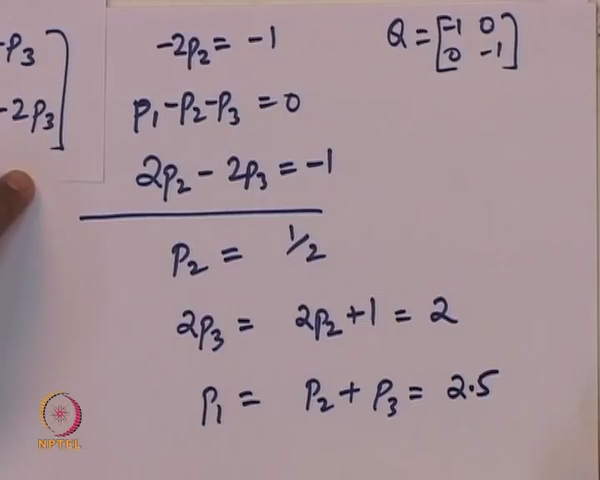 -p₃
-2p₃
-2p₂ = -1
p₁ - p₂ - p₃ = 0
2p₂ - 2p₃ = -1
Q = [-1 0
0 -1]
p₂ = 1/2
2p₃ = 2p₂ + 1 = 2
p₁ = p₂ + p₃ = 2.5
NPTEL